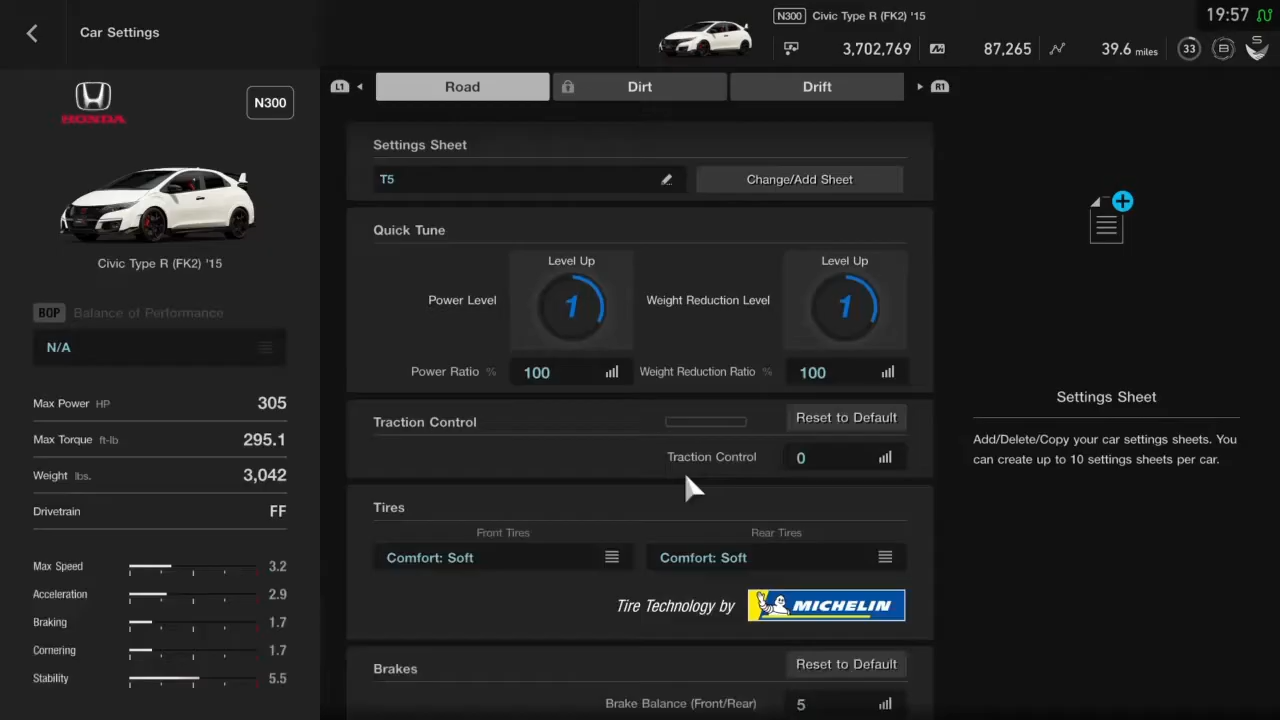 Car Settings
N300 Civic Type R (FK2) '15
19:57
3,702,769 87,265 39.6 miles 33 B S
HONDA
N300
Civic Type R (FK2) '15
BOP Balance of Performance
N/A
Max Power HP 305
Max Torque ft-lb 295.1
Weight lbs. 3,042
Drivetrain FF
Max Speed 3.2
Acceleration 2.9
Braking 1.7
Cornering 1.7
Stability 5.5
L1 Road Dirt Drift R1
Settings Sheet
T5 Change/Add Sheet
Quick Tune
Level Up Level Up
Power Level 1 Weight Reduction Level 1
Power Ratio % 100 Weight Reduction Ratio % 100
Traction Control Reset to Default
Traction Control 0
Tires
Front Tires Rear Tires
Comfort: Soft Comfort: Soft
Tire Technology by MICHELIN
Brakes Reset to Default
Brake Balance (Front/Rear) 5
Settings Sheet
Add/Delete/Copy your car settings sheets. You
can create up to 10 settings sheets per car.